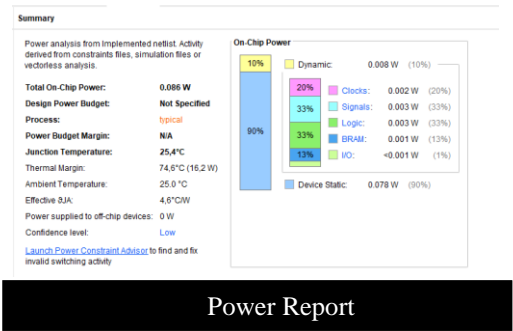 Summary
Power analysis from Implemented netlist. Activity
derived from constraints files, simulation files or
vectorless analysis.
Total On-Chip Power: 0.086 W
Design Power Budget: Not Specified
Process: typical
Power Budget Margin: N/A
Junction Temperature: 25,4°C
Thermal Margin: 74,6°C (16,2 W)
Ambient Temperature: 25.0 °C
Effective ϑJA: 4,6°C/W
Power supplied to off-chip devices: 0 W
Confidence level: Low
Launch Power Constraint Advisor to find and fix
invalid switching activity
On-Chip Power
10%
90%
Dynamic: 0.008 W (10%)
20% Clocks: 0.002 W (20%)
33% Signals: 0.003 W (33%)
33% Logic: 0.003 W (33%)
13% BRAM: 0.001 W (13%)
I/O: <0.001 W (1%)
Device Static: 0.078 W (90%)
Power Report